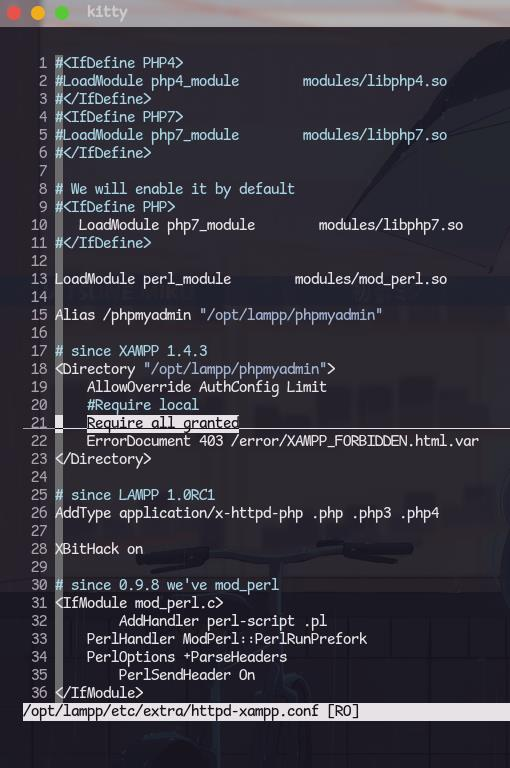 kitty
1 #<IfDefine PHP4>
2 #LoadModule php4_module        modules/libphp4.so
3 #</IfDefine>
4 #<IfDefine PHP7>
5 #LoadModule php7_module        modules/libphp7.so
6 #</IfDefine>
7
8 # We will enable it by default
9 #<IfDefine PHP>
10    LoadModule php7_module        modules/libphp7.so
11 #</IfDefine>
12
13 LoadModule perl_module        modules/mod_perl.so
14
15 Alias /phpmyadmin "/opt/lampp/phpmyadmin"
16
17 # since XAMPP 1.4.3
18 <Directory "/opt/lampp/phpmyadmin">
19     AllowOverride AuthConfig Limit
20     #Require local
21     Require all granted
22     ErrorDocument 403 /error/XAMPP_FORBIDDEN.html.var
23 </Directory>
24
25 # since LAMPP 1.0RC1
26 AddType application/x-httpd-php .php .php3 .php4
27
28 XBitHack on
29
30 # since 0.9.8 we've mod_perl
31 <IfModule mod_perl.c>
32         AddHandler perl-script .pl
33     PerlHandler ModPerl::PerlRunPrefork
34     PerlOptions +ParseHeaders
35         PerlSendHeader On
36 </IfModule>
/opt/lampp/etc/extra/httpd-xampp.conf [RO]